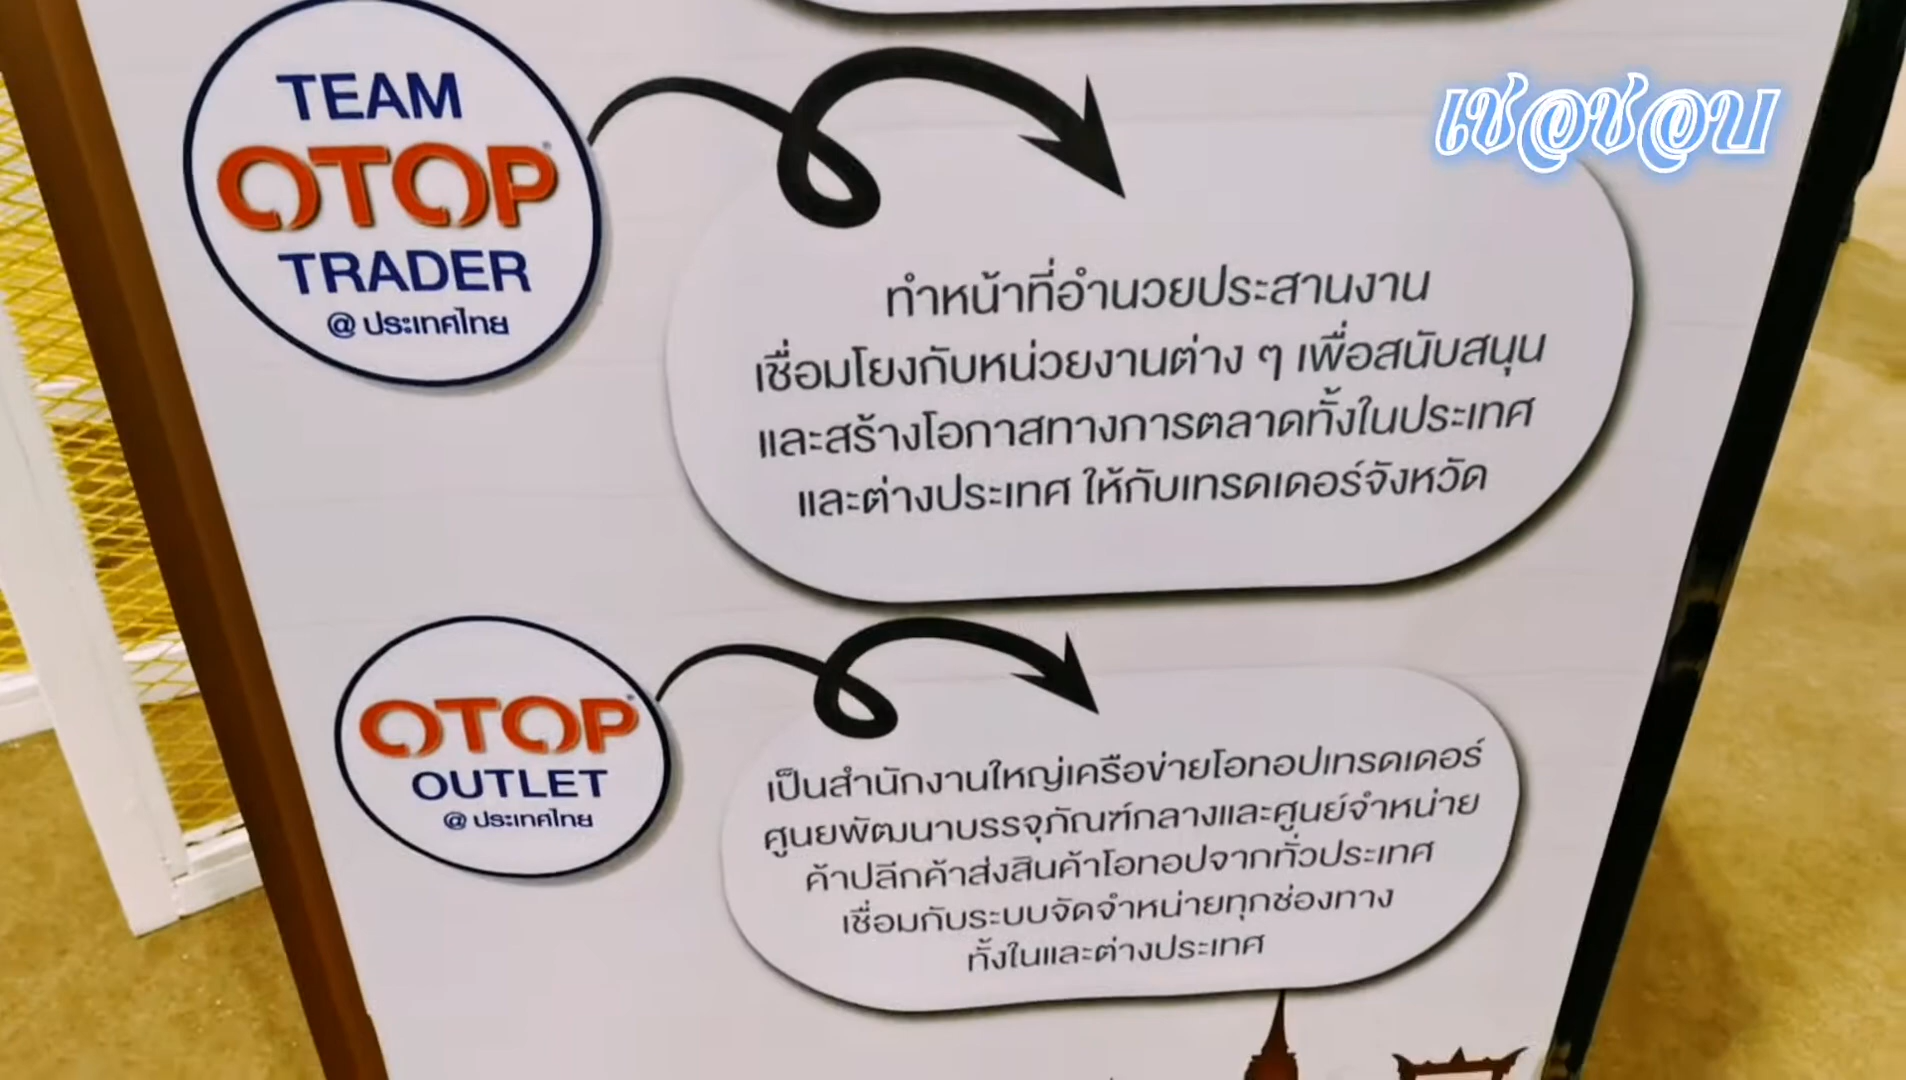 เชอชอบ
TEAM
OTOP
TRADER
@ ประเทศไทย
ทำหน้าที่อำนวยประสานงาน
เชื่อมโยงกับหน่วยงานต่าง ๆ เพื่อสนับสนุน
และสร้างโอกาสทางการตลาดทั้งในประเทศ
และต่างประเทศ ให้กับเทรดเดอร์จังหวัด
OTOP
OUTLET
@ ประเทศไทย
เป็นสำนักงานใหญ่เครือข่ายโอทอปเทรดเดอร์
ศูนยพัฒนาบรรจุภัณฑ์กลางและศูนย์จำหน่าย
ค้าปลีกค้าส่งสินค้าโอทอปจากทั่วประเทศ
เชื่อมกับระบบจัดจำหน่ายทุกช่องทาง
ทั้งในและต่างประเทศ